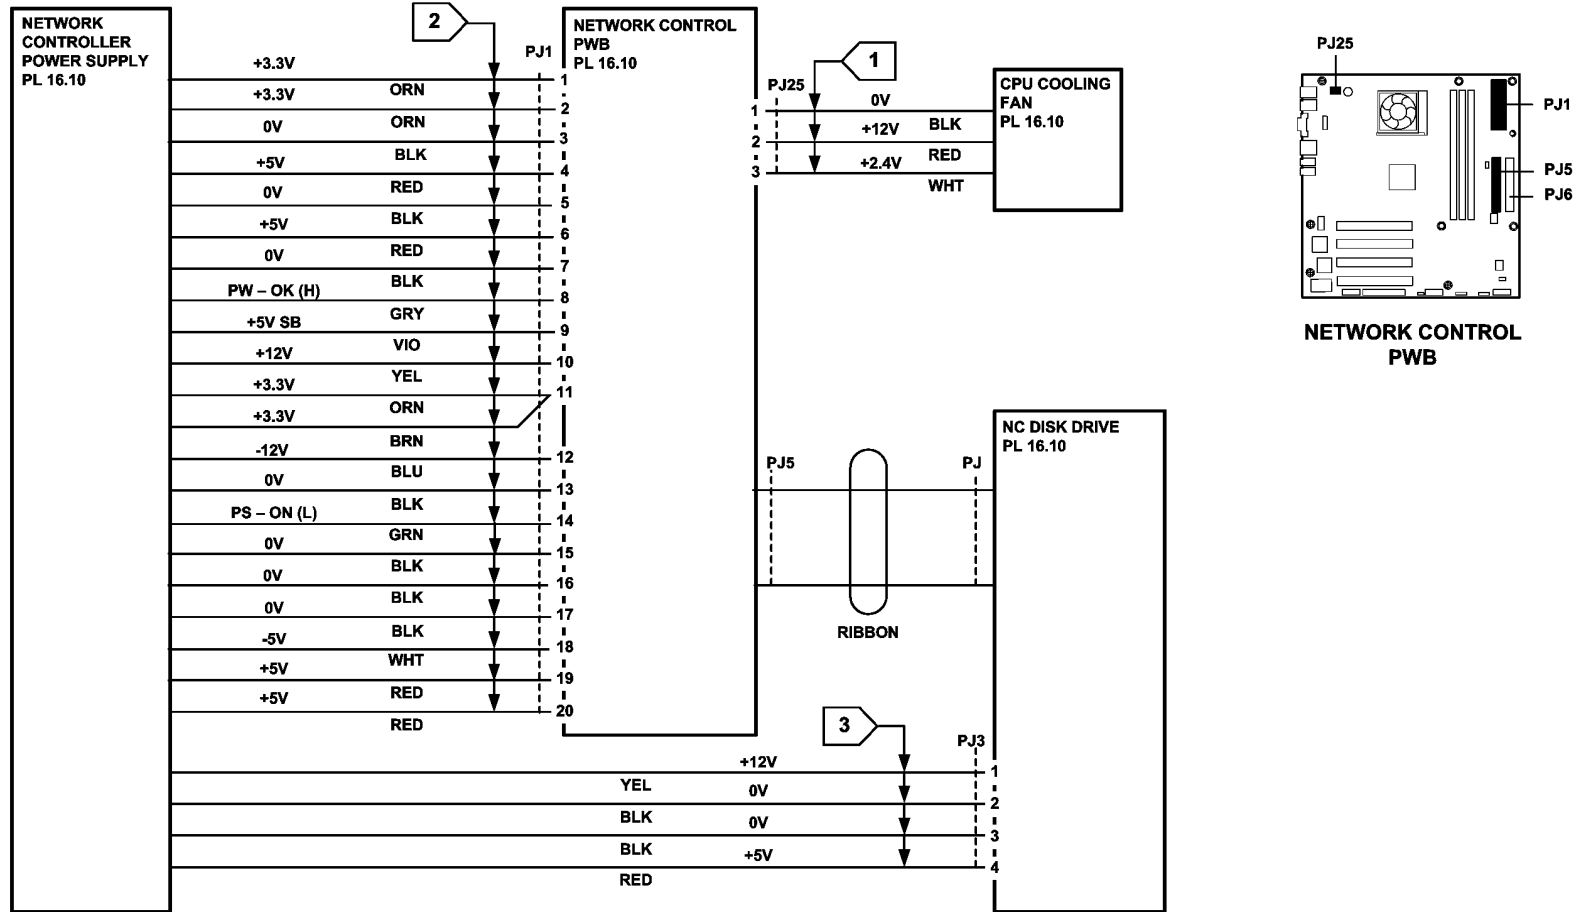 NETWORK
CONTROLLER
POWER SUPPLY
PL 16.10
2
PJ1
NETWORK CONTROL
PWB
PL 16.10
+3.3V
1
ORN
+3.3V
2
ORN
0V
3
BLK
+5V
4
RED
0V
5
BLK
+5V
6
RED
0V
7
BLK
PW – OK (H)
8
GRY
+5V SB
9
VIO
+12V
10
YEL
+3.3V
11
ORN
+3.3V
BRN
-12V
12
BLU
0V
13
BLK
PS – ON (L)
14
GRN
0V
15
BLK
0V
16
BLK
0V
17
BLK
-5V
18
WHT
+5V
19
RED
+5V
20
RED
1
PJ25
CPU COOLING
FAN
PL 16.10
1
0V
BLK
2
+12V
RED
3
+2.4V
WHT
PJ5
PJ
RIBBON
NC DISK DRIVE
PL 16.10
3
PJ3
+12V
1
YEL
0V
2
BLK
0V
3
BLK
+5V
4
RED
PJ25
PJ1
PJ5
PJ6
NETWORK CONTROL
PWB